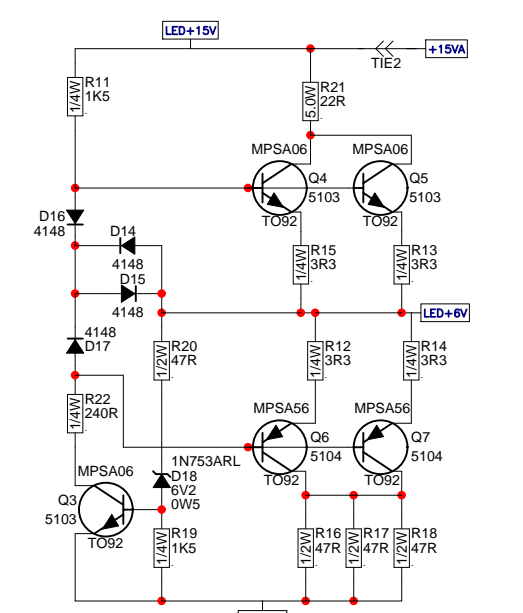 LED+15V
+15VA
TIE2
R11
1K5
1/4W
R21
22R
5.0W
MPSA06
MPSA06
Q4
5103
TO92
Q5
5103
TO92
D16
4148
D14
4148
R15
3R3
1/4W
R13
3R3
1/4W
D15
4148
LED+6V
4148
D17
R20
47R
1/2W
R12
3R3
1/4W
R14
3R3
1/4W
R22
240R
1/4W
MPSA56
MPSA56
Q6
5104
TO92
Q7
5104
TO92
1N753ARL
D18
6V2
0W5
MPSA06
Q3
5103
TO92
R19
1K5
1/4W
R16
47R
1/2W
R17
47R
1/2W
R18
47R
1/2W